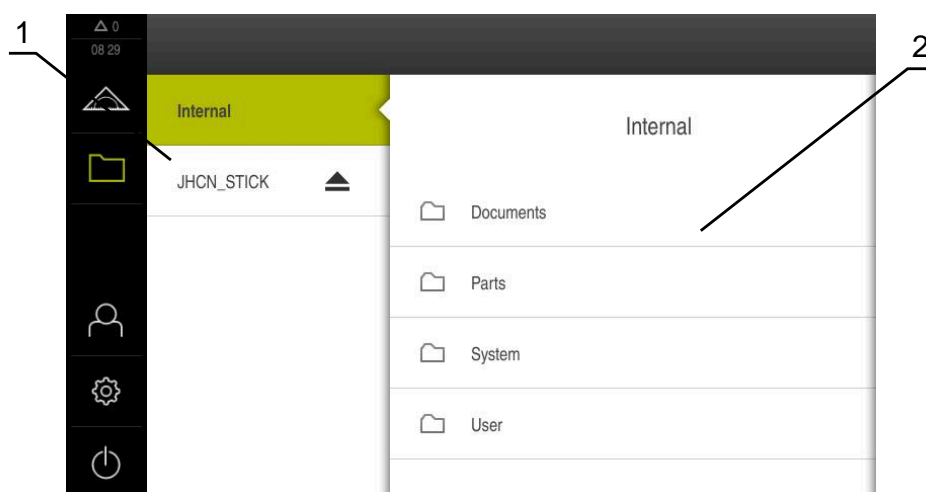 1
2
0
08 29
Internal
JHCN_STICK
Internal
Documents
Parts
System
User